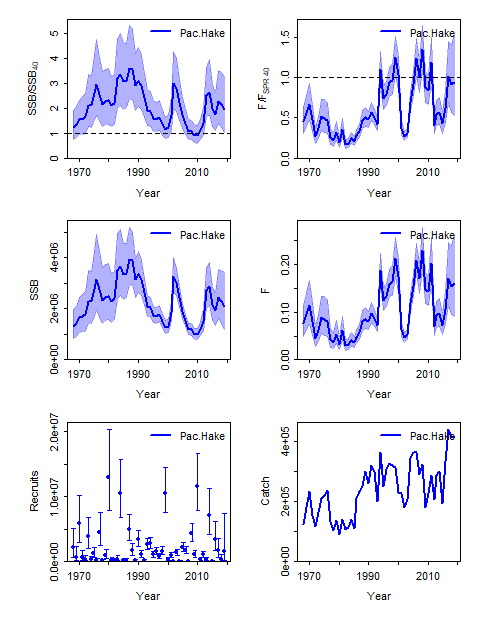 SSB/SSB40
0 1 2 3 4 5
Pac.Hake
1970 1990 2010
Year
F/FSPR 40
0.0 0.5 1.0 1.5
Pac.Hake
1970 1990 2010
Year
SSB
0e+00 2e+06 4e+06
Pac.Hake
1970 1990 2010
Year
F
0.00 0.10 0.20
Pac.Hake
1970 1990 2010
Year
Recruits
0.0e+00 1.0e+07 2.0e+07
Pac.Hake
1970 1990 2010
Year
Catch
0e+00 2e+05 4e+05
Pac.Hake
1970 1990 2010
Year